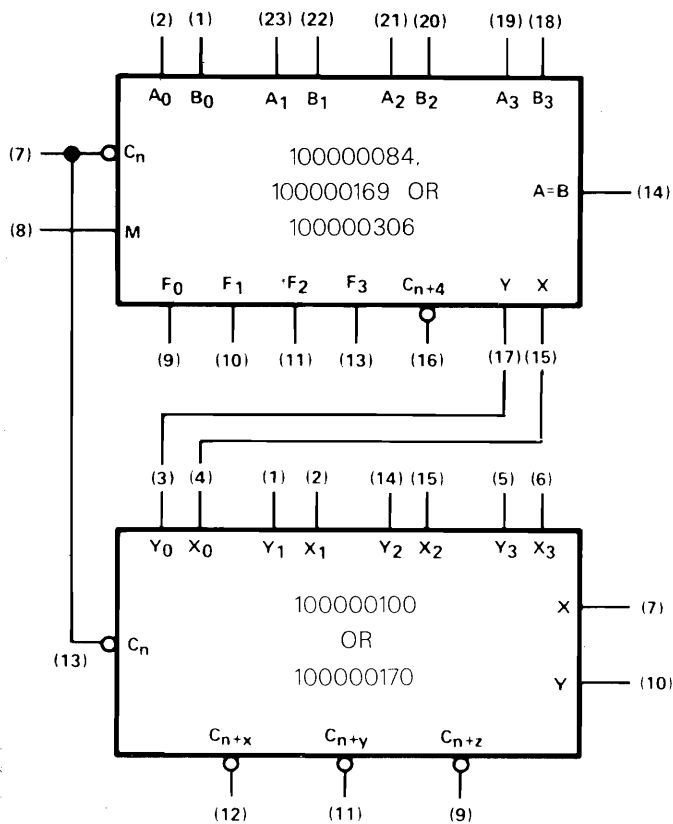 (2) (1) (23) (22) (21) (20) (19) (18)
A0 B0 A1 B1 A2 B2 A3 B3
(7) Cn
100000084,
100000169 OR
100000306
A=B (14)
(8) M
F0 F1 F2 F3 Cn+4 Y X
(9) (10) (11) (13) (16) (17) (15)
(3) (4) (1) (2) (14) (15) (5) (6)
Y0 X0 Y1 X1 Y2 X2 Y3 X3
100000100
OR
100000170
X (7)
(13) Cn
Y (10)
Cn+x Cn+y Cn+z
(12) (11) (9)